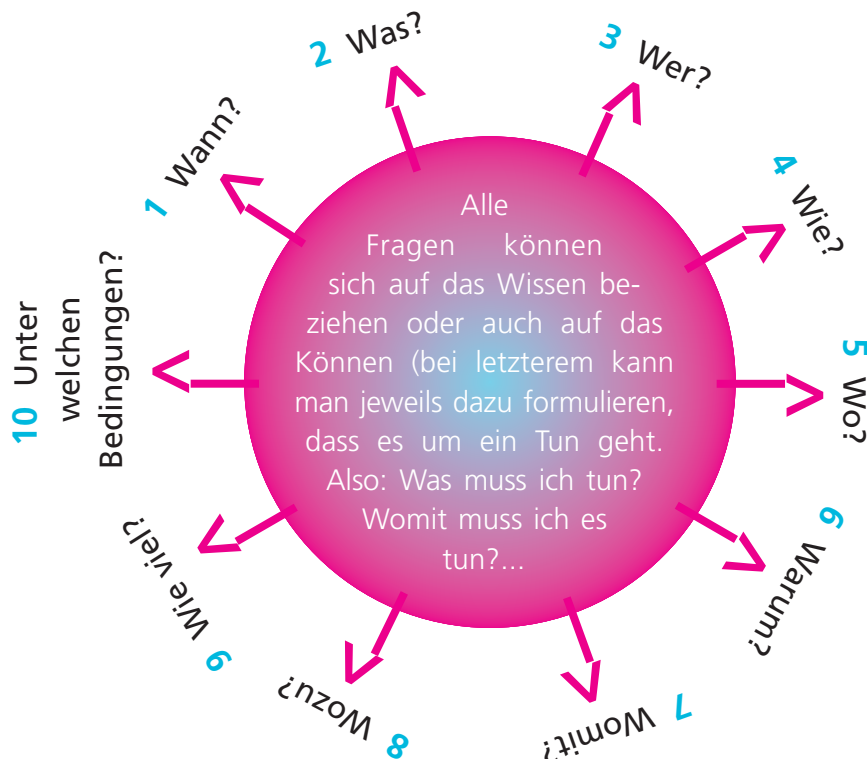 1 Wann?
2 Was?
3 Wer?
4 Wie?
5 Wo?
6 Warum?
7 Womit?
8 Wozu?
9 Wie viel?
10 Unter
welchen
Bedingungen?
Alle
Fragen können
sich auf das Wissen be-
ziehen oder auch auf das
Können (bei letzterem kann
man jeweils dazu formulieren,
dass es um ein Tun geht.
Also: Was muss ich tun?
Womit muss ich es
tun?...